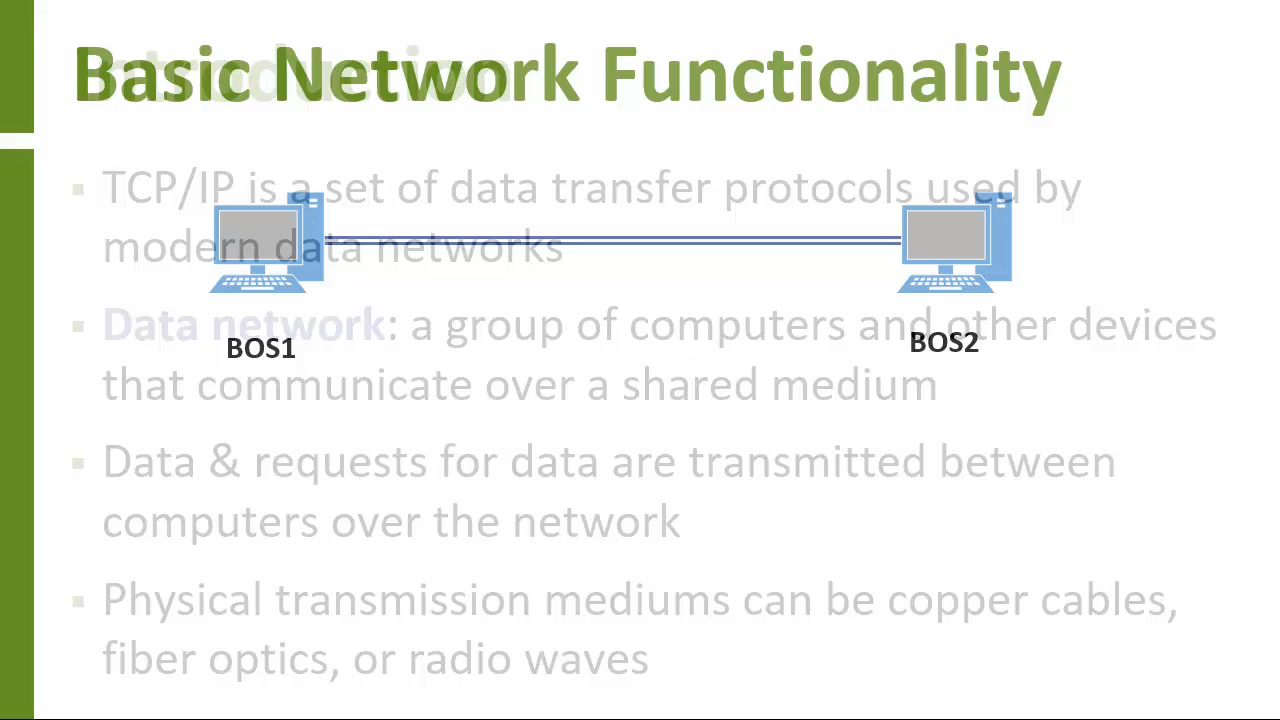 Basic Network Functionality
Introduction
▪ TCP/IP is a set of data transfer protocols used by
modern data networks
▪ Data network: a group of computers and other devices
that communicate over a shared medium
BOS1
BOS2
▪ Data & requests for data are transmitted between
computers over the network
▪ Physical transmission mediums can be copper cables,
fiber optics, or radio waves